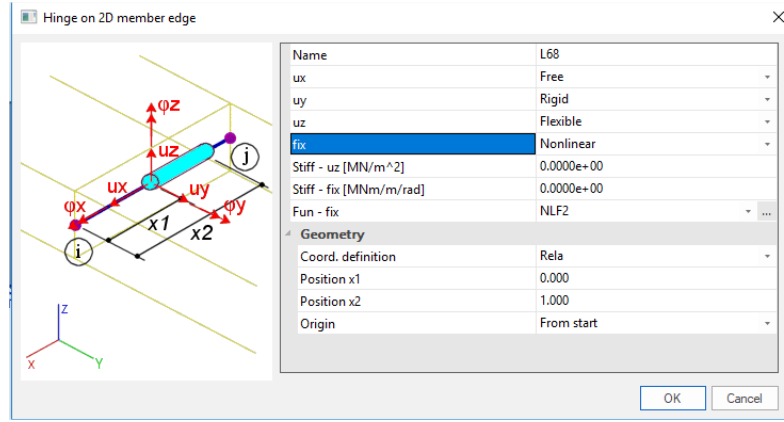 Hinge on 2D member edge
Name L68
ux Free
uy Rigid
uz Flexible
fix Nonlinear
Stiff - uz [MN/m^2] 0.0000e+00
Stiff - fix [MNm/m/rad] 0.0000e+00
Fun - fix NLF2 ...
Geometry
Coord. definition Rela
Position x1 0.000
Position x2 1.000
Origin From start
φz
uz
j
ux
uy
φx
φy
x1
x2
i
z
x
Y
OK Cancel